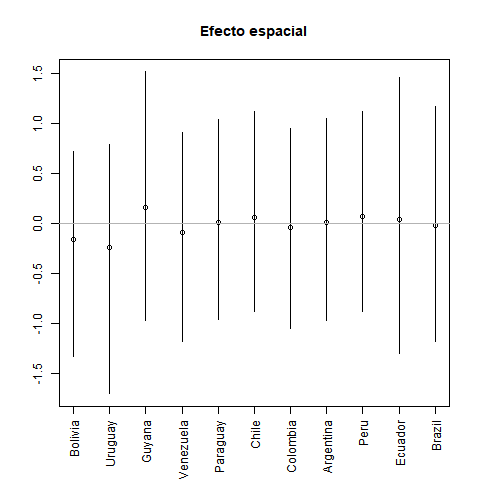 Efecto espacial
1.5
1.0
0.5
0.0
-0.5
-1.0
-1.5
Bolivia
Uruguay
Guyana
Venezuela
Paraguay
Chile
Colombia
Argentina
Peru
Ecuador
Brazil